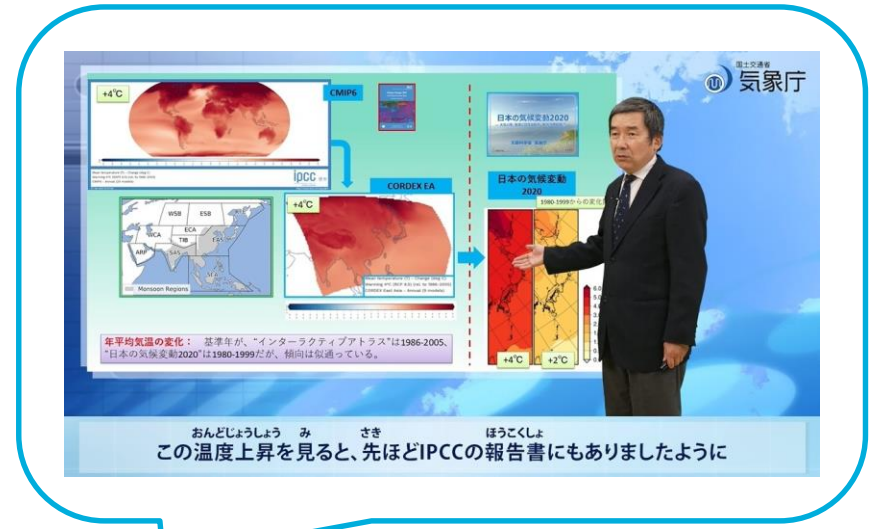 国土交通省
気象庁
+4℃
CMIP6
ipcc
CORDEX EA
+4℃
WSB
ESB
WCA
ECA
TIB
EAS
ARP
SAS
Monsoon Regions
日本の気候変動2020
日本の気候変動
2020
1980-1999からの変化
6.0
5.0
+4℃
+2℃
年平均気温の変化： 基準年が、“インターラクティブアトラス”は1986-2005、
“日本の気候変動2020”は1980-1999だが、傾向は似通っている。
おんどじょうしょう み さき ほうこくしょ
この温度上昇を見ると、先ほどIPCCの報告書にもありましたように